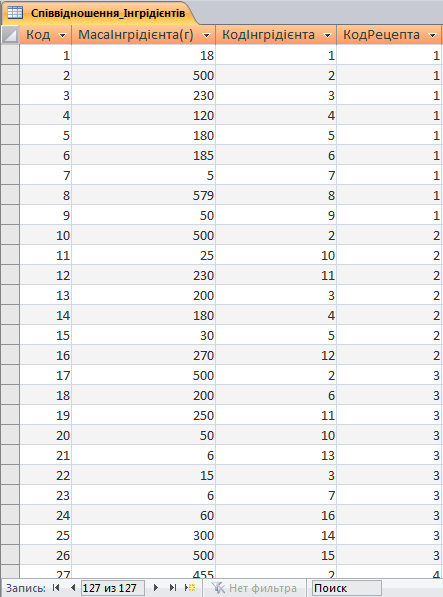 Співвідношення_Інгрідієнтів
Код МасаІнгрідієнта(г) КодІнгрідієнта КодРецепта
1 18 1 1
2 500 2 1
3 230 3 1
4 120 4 1
5 180 5 1
6 185 6 1
7 5 7 1
8 579 8 1
9 50 9 1
10 500 2 2
11 25 10 2
12 230 11 2
13 200 3 2
14 180 4 2
15 30 5 2
16 270 12 2
17 500 2 3
18 200 6 3
19 250 11 3
20 50 10 3
21 6 13 3
22 15 3 3
23 6 7 3
24 60 16 3
25 300 14 3
26 500 15 3
27 455 2 4
Запись: 127 из 127 Нет фильтра Поиск